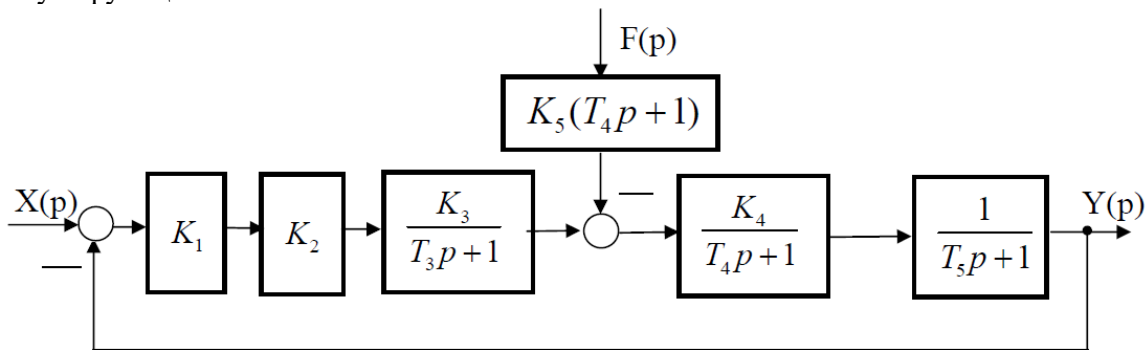 F(p)
K₅(T₄p+1)
X(p)
K₁
K₂
K₃
T₃p+1
K₄
T₄p+1
1
T₅p+1
Y(p)